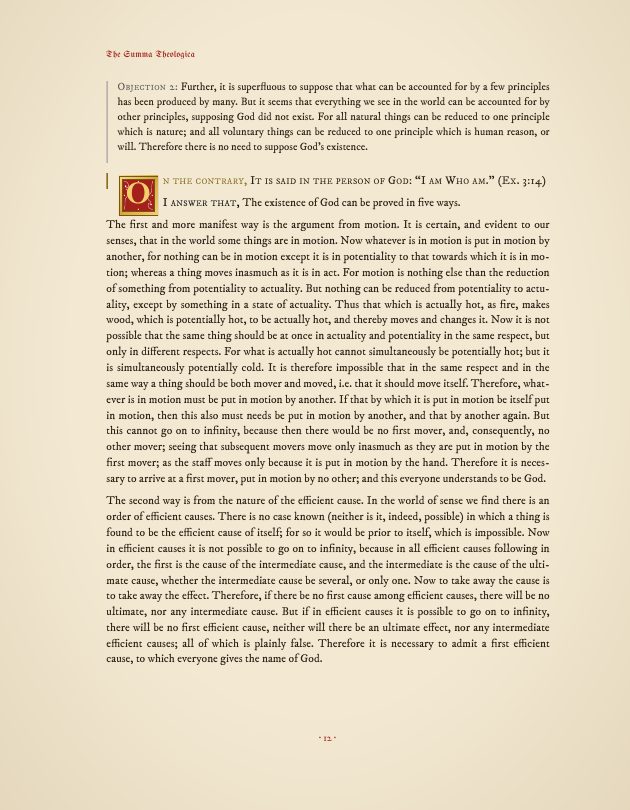 The Summa Theologica
Objection 2: Further, it is superfluous to suppose that what can be accounted for by a few principles
has been produced by many. But it seems that everything we see in the world can be accounted for by
other principles, supposing God did not exist. For all natural things can be reduced to one principle
which is nature; and all voluntary things can be reduced to one principle which is human reason, or
will. Therefore there is no need to suppose God’s existence.
On the contrary, It is said in the person of God: “I am Who am.” (Ex. 3:14)
I answer that, The existence of God can be proved in five ways.
The first and more manifest way is the argument from motion. It is certain, and evident to our
senses, that in the world some things are in motion. Now whatever is in motion is put in motion by
another, for nothing can be in motion except it is in potentiality to that towards which it is in mo-
tion; whereas a thing moves inasmuch as it is in act. For motion is nothing else than the reduction
of something from potentiality to actuality. But nothing can be reduced from potentiality to actu-
ality, except by something in a state of actuality. Thus that which is actually hot, as fire, makes
wood, which is potentially hot, to be actually hot, and thereby moves and changes it. Now it is not
possible that the same thing should be at once in actuality and potentiality in the same respect, but
only in different respects. For what is actually hot cannot simultaneously be potentially hot; but it
is simultaneously potentially cold. It is therefore impossible that in the same respect and in the
same way a thing should be both mover and moved, i.e. that it should move itself. Therefore, what-
ever is in motion must be put in motion by another. If that by which it is put in motion be itself put
in motion, then this also must needs be put in motion by another, and that by another again. But
this cannot go on to infinity, because then there would be no first mover, and, consequently, no
other mover; seeing that subsequent movers move only inasmuch as they are put in motion by the
first mover; as the staff moves only because it is put in motion by the hand. Therefore it is neces-
sary to arrive at a first mover, put in motion by no other; and this everyone understands to be God.
The second way is from the nature of the efficient cause. In the world of sense we find there is an
order of efficient causes. There is no case known (neither is it, indeed, possible) in which a thing is
found to be the efficient cause of itself; for so it would be prior to itself, which is impossible. Now
in efficient causes it is not possible to go on to infinity, because in all efficient causes following in
order, the first is the cause of the intermediate cause, and the intermediate is the cause of the ulti-
mate cause, whether the intermediate cause be several, or only one. Now to take away the cause is
to take away the effect. Therefore, if there be no first cause among efficient causes, there will be no
ultimate, nor any intermediate cause. But if in efficient causes it is possible to go on to infinity,
there will be no first efficient cause, neither will there be an ultimate effect, nor any intermediate
efficient causes; all of which is plainly false. Therefore it is necessary to admit a first efficient
cause, to which everyone gives the name of God.
· 12 ·